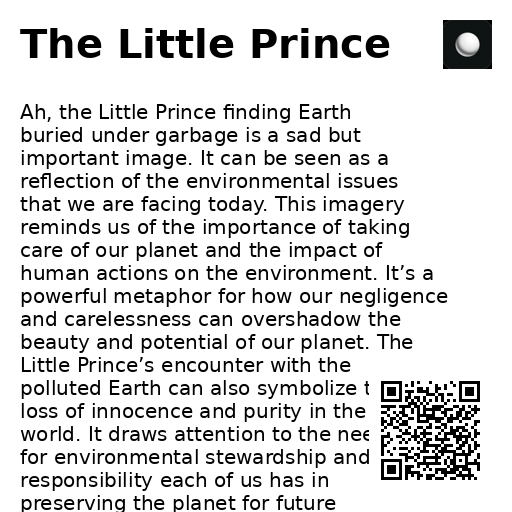 The Little Prince
Ah, the Little Prince finding Earth
buried under garbage is a sad but
important image. It can be seen as a
reflection of the environmental issues
that we are facing today. This imagery
reminds us of the importance of taking
care of our planet and the impact of
human actions on the environment. It’s a
powerful metaphor for how our negligence
and carelessness can overshadow the
beauty and potential of our planet. The
Little Prince’s encounter with the
polluted Earth can also symbolize
loss of innocence and purity in the
world. It draws attention to the
for environmental stewardship and
responsibility each of us has in
preserving the planet for future